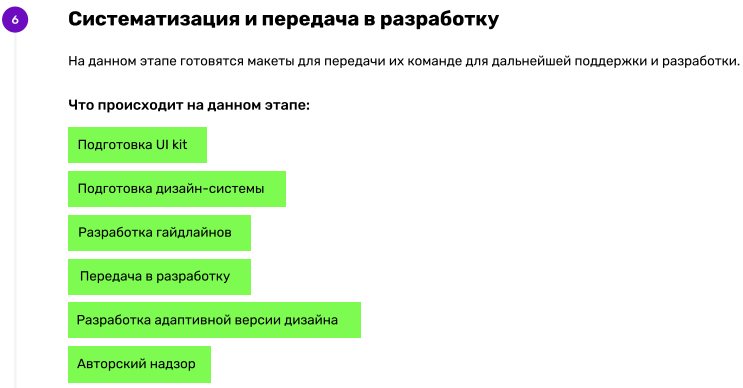 6
Систематизация и передача в разработку
На данном этапе готовятся макеты для передачи их команде для дальнейшей поддержки и разработки.
Что происходит на данном этапе:
Подготовка UI kit
Подготовка дизайн-системы
Разработка гайдлайнов
Передача в разработку
Разработка адаптивной версии дизайна
Авторский надзор